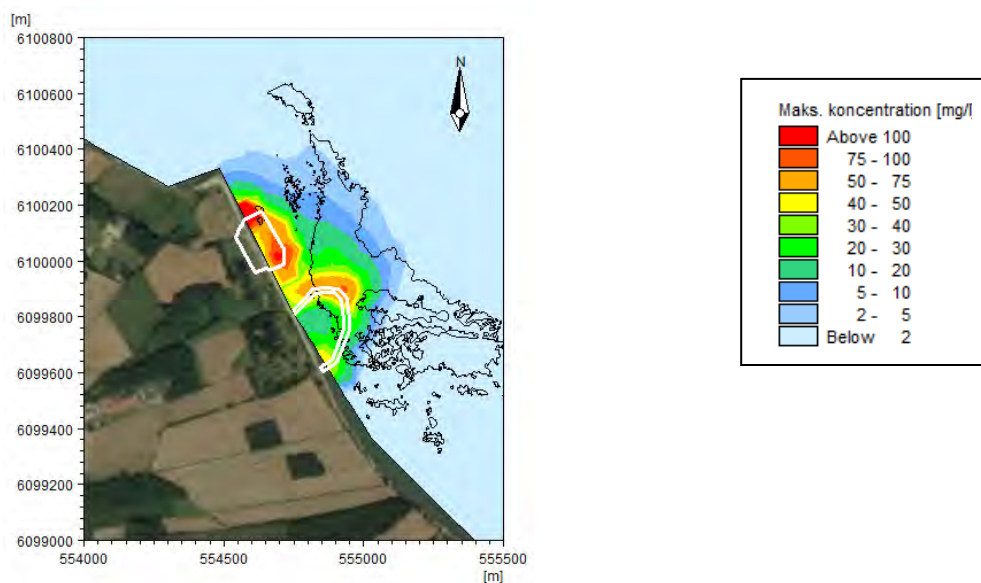 [m]
6100800
N
6100600
6100400
6100200
6100000
6099800
6099600
6099400
6099200
6099000
554000 554500 555000 555500
[m]
Maks. koncentration [mg/l
Above 100
75 - 100
50 - 75
40 - 50
30 - 40
20 - 30
10 - 20
5 - 10
2 - 5
Below 2